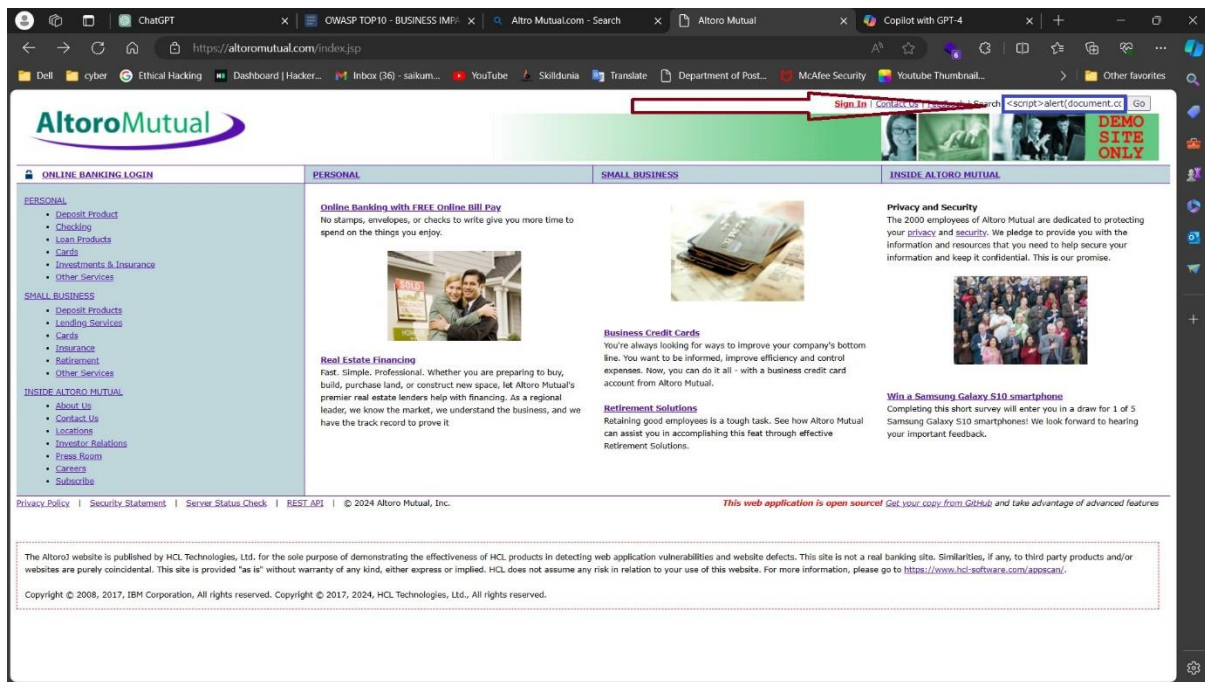 ChatGPT
OWASP TOP10 - BUSINESS IMPA
Altro Mutual.com - Search
Altoro Mutual
Copilot with GPT-4
https://altoromutual.com/index.jsp
6
Dell
cyber
Ethical Hacking
Dashboard | Hacker...
Inbox (36) - saikum...
YouTube
Skilldunia
Translate
Department of Post...
McAfee Security
Youtube Thumbnail...
Other favorites
AltoroMutual
Sign In | Contact Us | Feedback | Search <script>alert(document.cc Go
DEMO
SITE
ONLY
ONLINE BANKING LOGIN
PERSONAL
SMALL BUSINESS
INSIDE ALTORO MUTUAL
PERSONAL
Deposit Product
Checking
Loan Products
Cards
Investments & Insurance
Other Services
SMALL BUSINESS
Deposit Products
Lending Services
Cards
Insurance
Retirement
Other Services
INSIDE ALTORO MUTUAL
About Us
Contact Us
Locations
Investor Relations
Press Room
Careers
Subscribe
Online Banking with FREE Online Bill Pay
No stamps, envelopes, or checks to write give you more time to
spend on the things you enjoy.
SOLD
Real Estate Financing
Fast. Simple. Professional. Whether you are preparing to buy,
build, purchase land, or construct new space, let Altoro Mutual's
premier real estate lenders help with financing. As a regional
leader, we know the market, we understand the business, and we
have the track record to prove it
Business Credit Cards
You're always looking for ways to improve your company's bottom
line. You want to be informed, improve efficiency and control
expenses. Now, you can do it all - with a business credit card
account from Altoro Mutual.
Retirement Solutions
Retaining good employees is a tough task. See how Altoro Mutual
can assist you in accomplishing this feat through effective
Retirement Solutions.
Privacy and Security
The 2000 employees of Altoro Mutual are dedicated to protecting
your privacy and security. We pledge to provide you with the
information and resources that you need to help secure your
information and keep it confidential. This is our promise.
Win a Samsung Galaxy S10 smartphone
Completing this short survey will enter you in a draw for 1 of 5
Samsung Galaxy S10 smartphones! We look forward to hearing
your important feedback.
Privacy Policy | Security Statement | Server Status Check | REST API | © 2024 Altoro Mutual, Inc.
This web application is open source! Get your copy from GitHub and take advantage of advanced features
The AltoroJ website is published by HCL Technologies, Ltd. for the sole purpose of demonstrating the effectiveness of HCL products in detecting web application vulnerabilities and website defects. This site is not a real banking site. Similarities, if any, to third party products and/or
websites are purely coincidental. This site is provided "as is" without warranty of any kind, either express or implied. HCL does not assume any risk in relation to your use of this website. For more information, please go to https://www.hcl-software.com/appscan/.
Copyright © 2008, 2017, IBM Corporation, All rights reserved. Copyright © 2017, 2024, HCL Technologies, Ltd., All rights reserved.